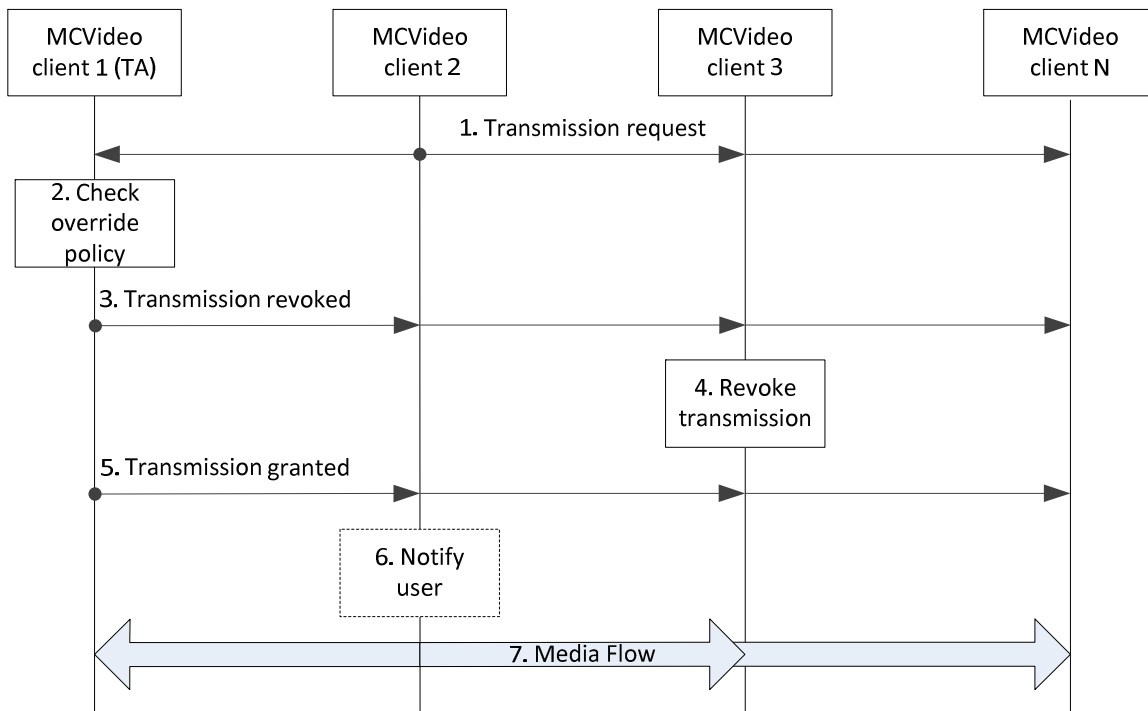 MCVideo
client 1 (TA)
MCVideo
client 2
MCVideo
client 3
MCVideo
client N
1. Transmission request
2. Check
override
policy
3. Transmission revoked
4. Revoke
transmission
5. Transmission granted
6. Notify
user
7. Media Flow